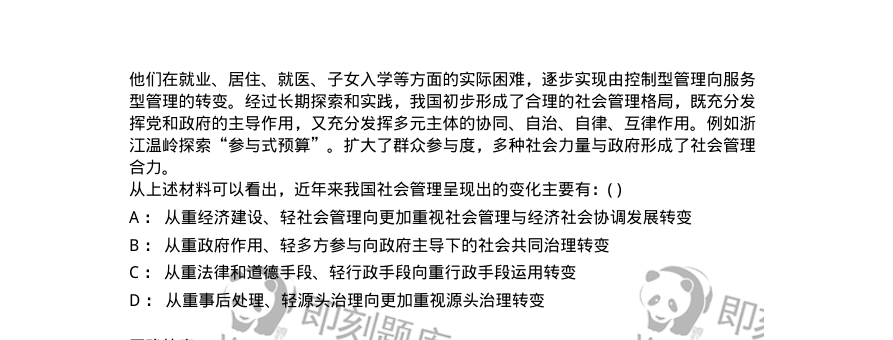 他们在就业、居住、就医、子女入学等方面的实际困难，逐步实现由控制型管理向服务
型管理的转变。经过长期探索和实践，我国初步形成了合理的社会管理格局，既充分发
挥党和政府的主导作用，又充分发挥多元主体的协同、自治、自律、互律作用。例如浙
江温岭探索“参与式预算”。扩大了群众参与度，多种社会力量与政府形成了社会管理
合力。
从上述材料可以看出，近年来我国社会管理呈现出的变化主要有：( )
A ： 从重经济建设、轻社会管理向更加重视社会管理与经济社会协调发展转变
B ： 从重政府作用、轻多方参与向政府主导下的社会共同治理转变
C ： 从重法律和道德手段、轻行政手段向重行政手段运用转变
D ： 从重事后处理、轻源头治理向更加重视源头治理转变
即刻题库
即刻